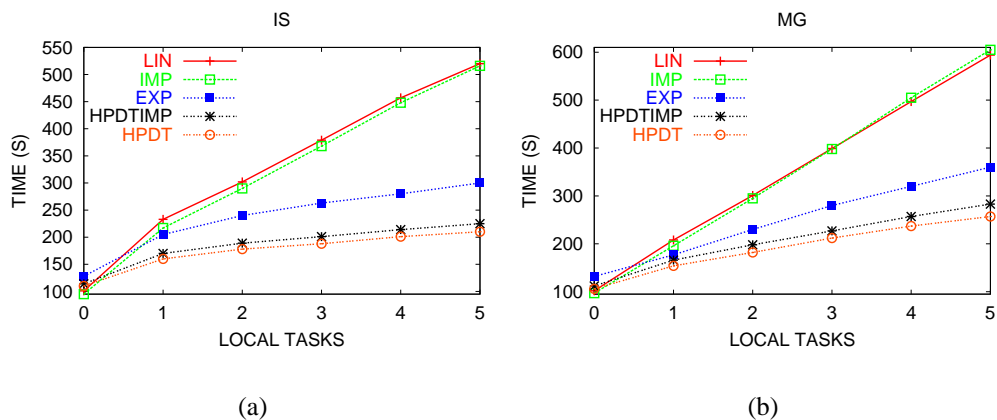 IS
550
500
450
400
350
300
250
200
150
100
TIME (S)
LIN
IMP
EXP
HPDTIMP
HPDT
0 1 2 3 4 5
LOCAL TASKS
(a)
MG
600
500
400
300
200
100
TIME (S)
LIN
IMP
EXP
HPDTIMP
HPDT
0 1 2 3 4 5
LOCAL TASKS
(b)